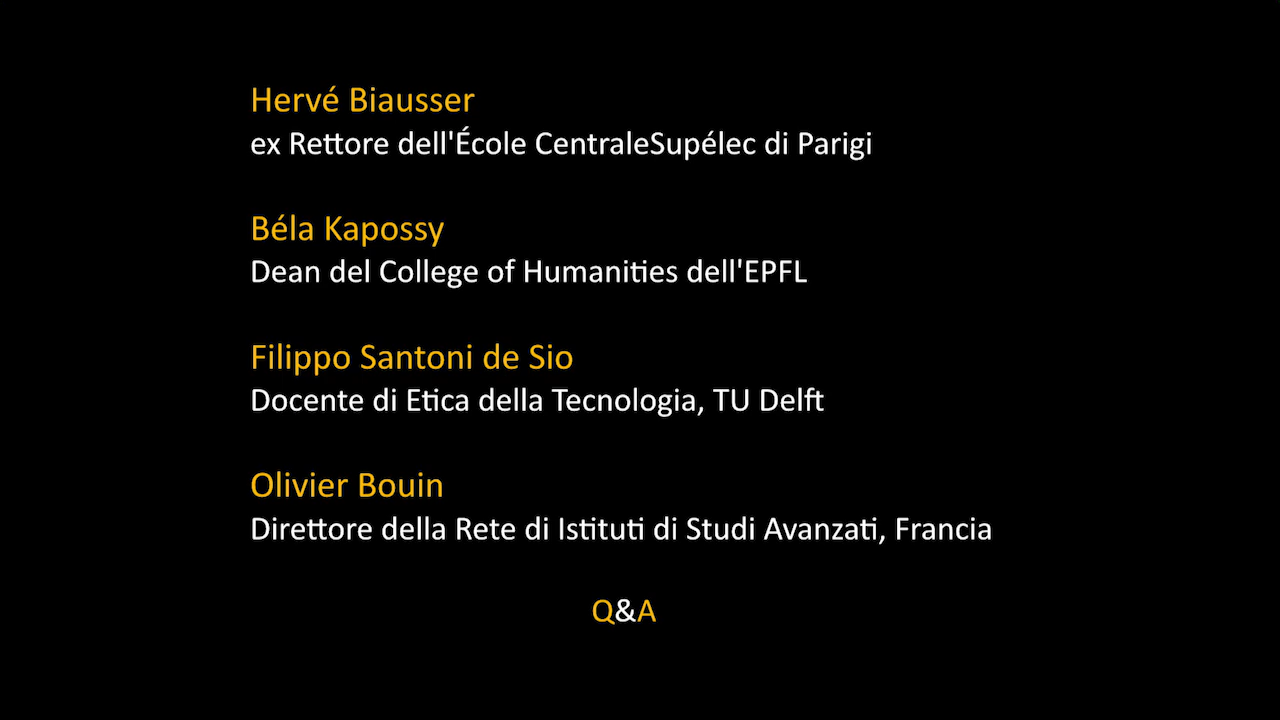 Hervé Biausser
ex Rettore dell'École CentraleSupélec di Parigi
Béla Kapossy
Dean del College of Humanities dell'EPFL
Filippo Santoni de Sio
Docente di Etica della Tecnologia, TU Delft
Olivier Bouin
Direttore della Rete di Istituti di Studi Avanzati, Francia
Q&A